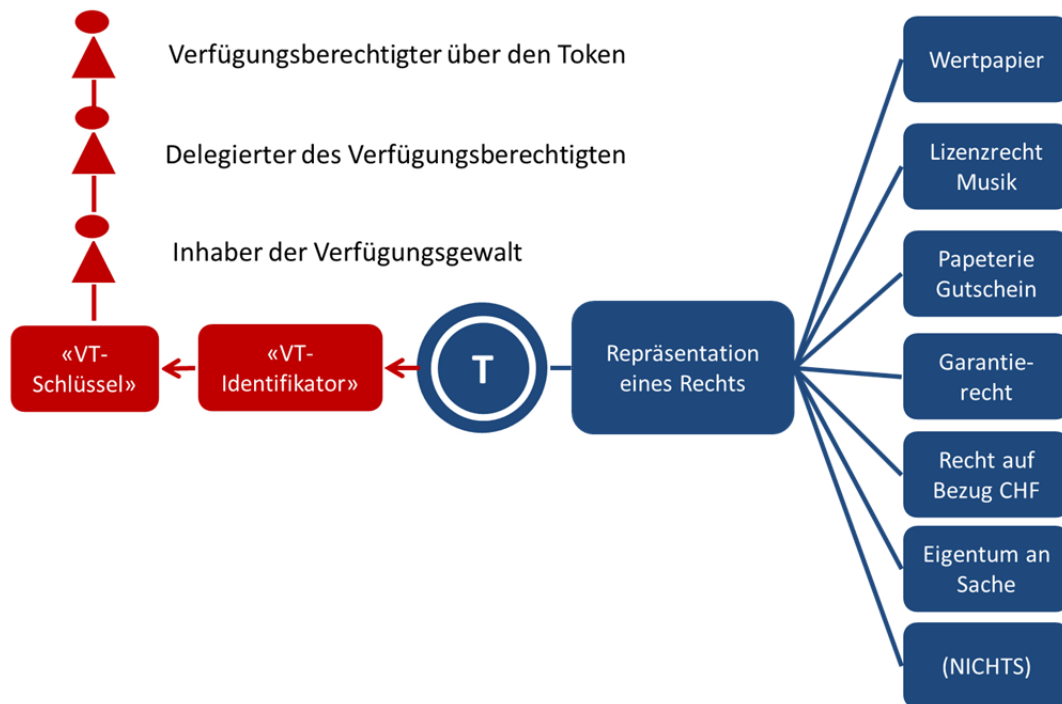 Verfügungsberechtigter über den Token
Delegierter des Verfügungsberechtigten
Inhaber der Verfügungsgewalt
«VT-
Schlüssel»
«VT-
Identifikator»
T
Repräsentation
eines Rechts
Wertpapier
Lizenzrecht
Musik
Papeterie
Gutschein
Garantie-
recht
Recht auf
Bezug CHF
Eigentum an
Sache
(NICHTS)